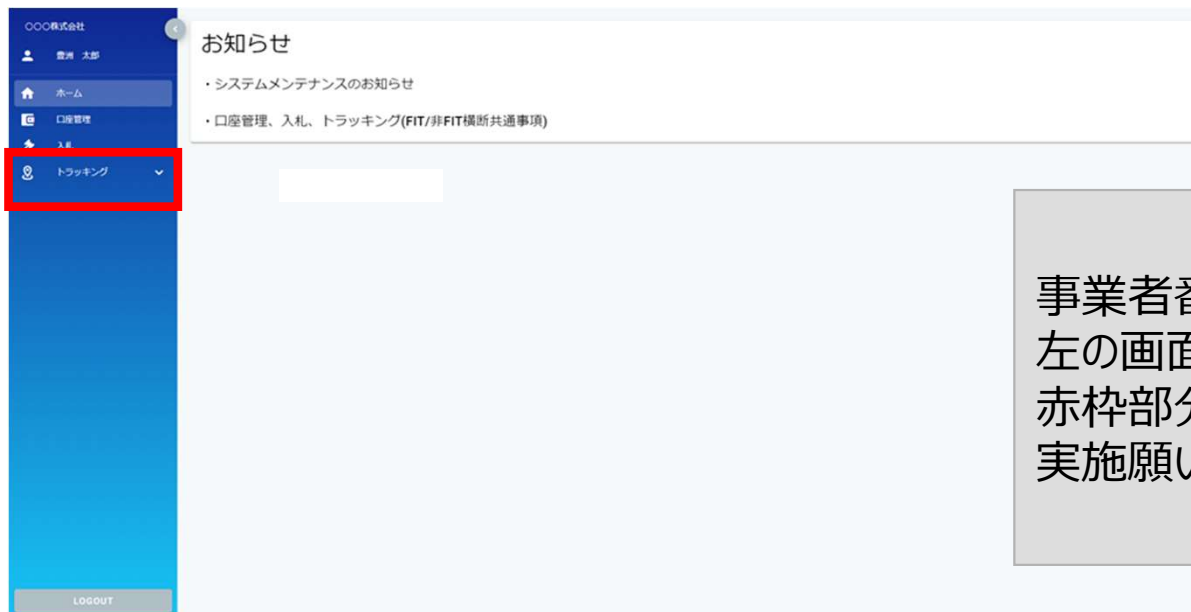 ○○○株式会社
豊洲 太郎
ホーム
口座管理
入札
トラッキング
LOGOUT
お知らせ
・システムメンテナンスのお知らせ
・口座管理、入札、トラッキング(FIT/非FIT横断共通事項)
事業者
左の画面
赤枠部分
実施願い